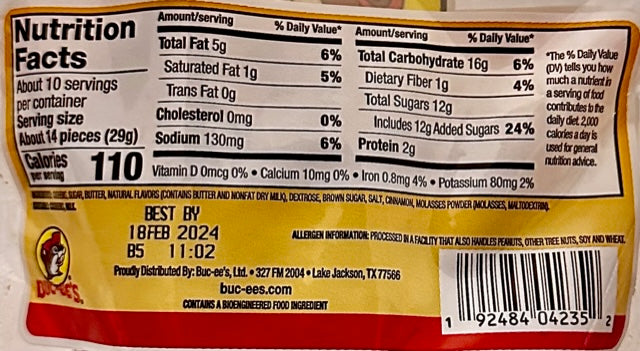 Nutrition
Facts
About 10 servings
per container
Serving size
About 14 pieces (29g)
Calories
per serving
110
Amount/serving % Daily Value*
Total Fat 5g 6%
Saturated Fat 1g 5%
Trans Fat 0g
Cholesterol 0mg 0%
Sodium 130mg 6%
Amount/serving % Daily Value*
Total Carbohydrate 16g 6%
Dietary Fiber 1g 4%
Total Sugars 12g
Includes 12g Added Sugars 24%
Protein 2g
Vitamin D 0mcg 0% • Calcium 10mg 0% • Iron 0.8mg 4% • Potassium 80mg 2%
*The % Daily Value
(DV) tells you how
much a nutrient in
a serving of food
contributes to the
daily diet. 2,000
calories a day is
used for general
nutrition advice.
SUGAR, BUTTER, NATURAL FLAVORS (CONTAINS BUTTER AND NONFAT DRY MILK), DEXTROSE, BROWN SUGAR, SALT, CINNAMON, MOLASSES POWDER (MOLASSES, MALTODEXTRIN).
BEST BY
18FEB 2024
B5 11:02
ALLERGEN INFORMATION: PROCESSED IN A FACILITY THAT ALSO HANDLES PEANUTS, OTHER TREE NUTS, SOY AND WHEAT.
BUC-EE'S
Proudly Distributed By: Buc-ee's, Ltd. • 327 FM 2004 • Lake Jackson, TX 77566
buc-ees.com
CONTAINS A BIOENGINEERED FOOD INGREDIENT
1 92484 04235 2